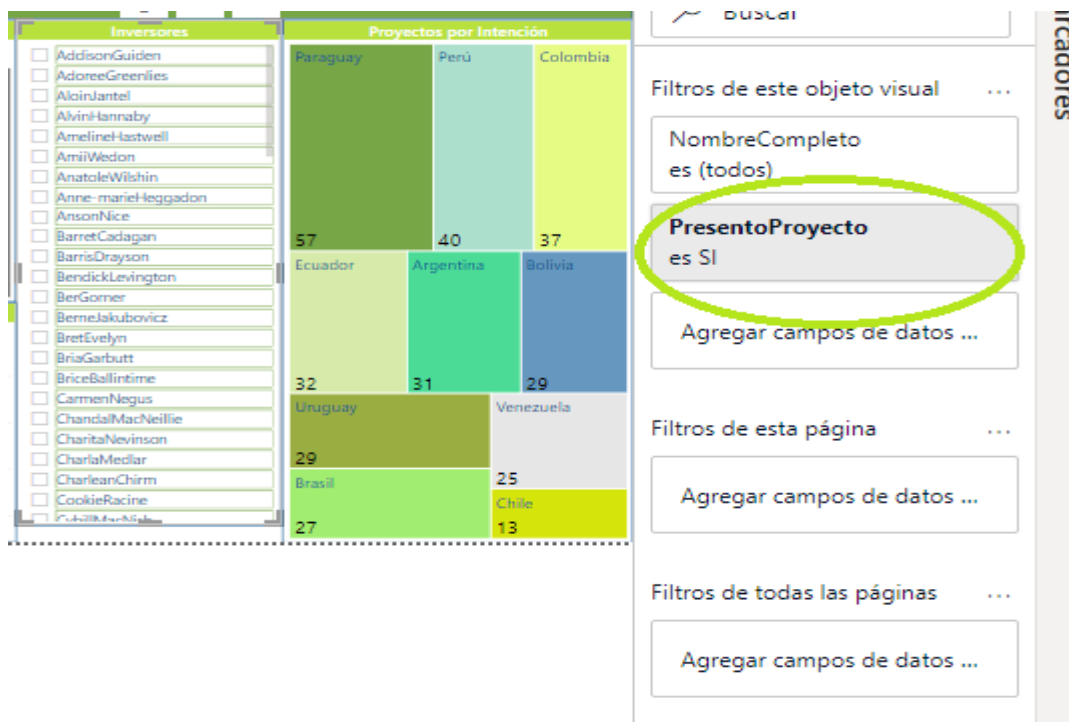 Inversores
AddisonGuiden
AdoreeGreenlies
AloinJantel
AlvinHannaby
AmelineHastwell
AmiiWedon
AnatoleWilshin
Anne-marieHeggadon
AnsonNice
BarretCadagan
BarrisDrayson
BendickLevington
BerGorner
BerneJakubovicz
BretEvelyn
BriaGarbutt
BriceBallintime
CarmenNegus
ChandalMacNeillie
CharitaNevinson
CharlaMedlar
CharleanChirm
CookieRacine
Proyectos por Intención
Paraguay
57
Perú
40
Colombia
37
Ecuador
32
Argentina
31
Bolivia
29
Uruguay
29
Venezuela
25
Brasil
27
Chile
13
Buscar
Filtros de este objeto visual ...
NombreCompleto
es (todos)
PresentoProyecto
es SI
Agregar campos de datos ...
Filtros de esta página ...
Agregar campos de datos ...
Filtros de todas las páginas ...
Agregar campos de datos ...